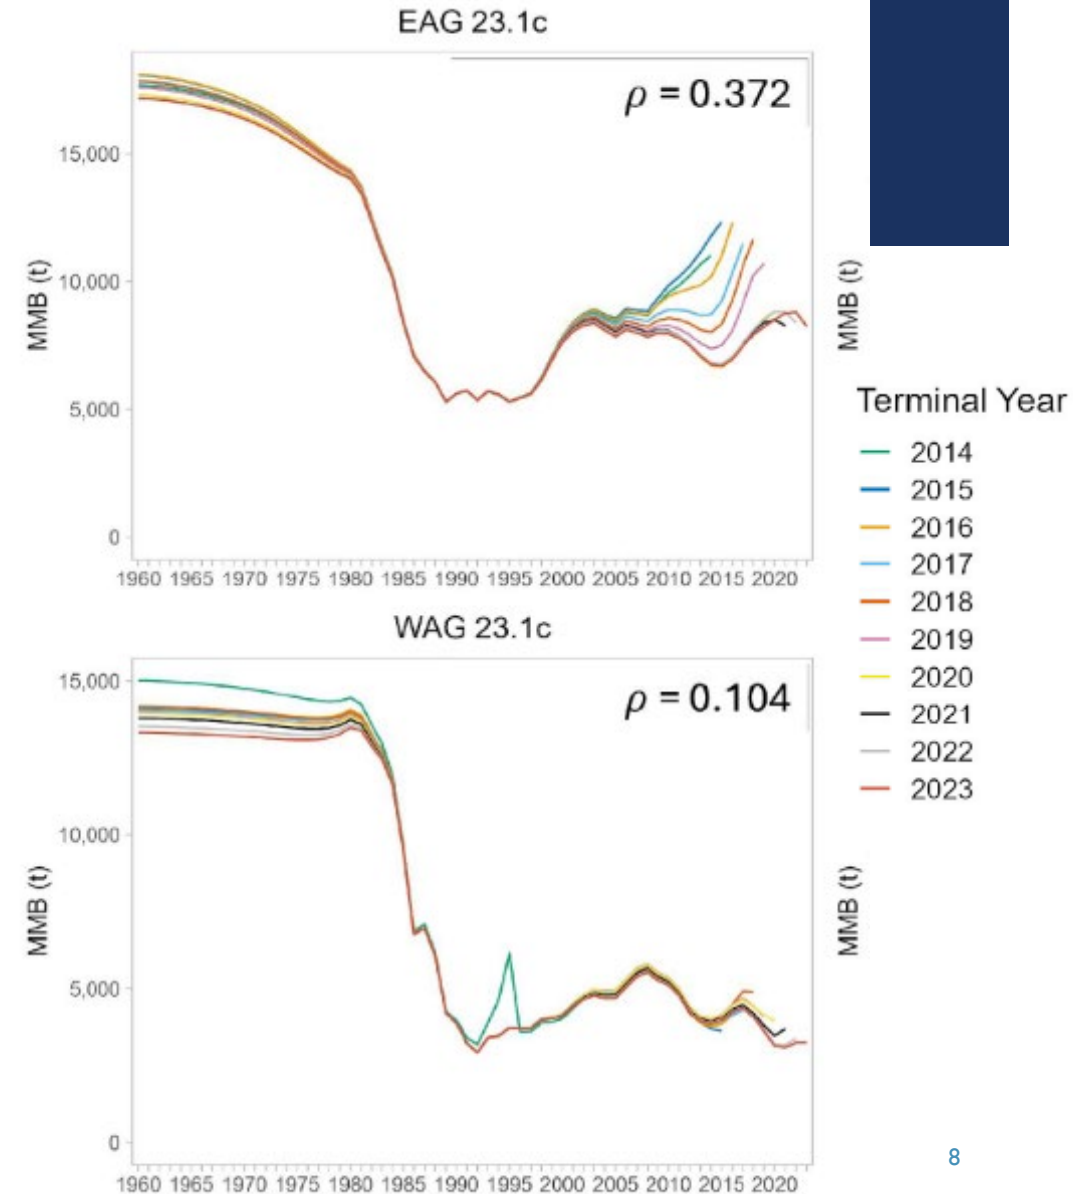 EAG 23.1c
ρ = 0.372
15,000
10,000
5,000
0
MMB (t)
MMB (t)
1960 1965 1970 1975 1980 1985 1990 1995 2000 2005 2010 2015 2020
Terminal Year
2014
2015
2016
2017
2018
2019
2020
2021
2022
2023
WAG 23.1c
ρ = 0.104
15,000
10,000
5,000
0
MMB (t)
MMB (t)
1960 1965 1970 1975 1980 1985 1990 1995 2000 2005 2010 2015 2020
8